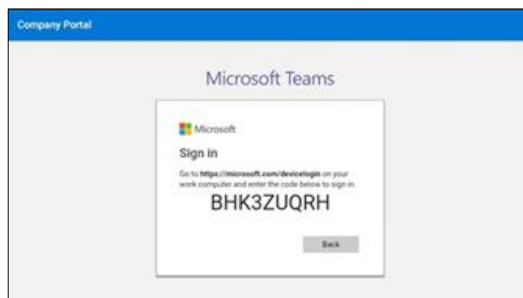 Company Portal
Microsoft Teams
Microsoft
Sign in
Go to https://microsoft.com/devicelogin on your
work computer and enter the code below to sign in.
BHK3ZUQRH
Back